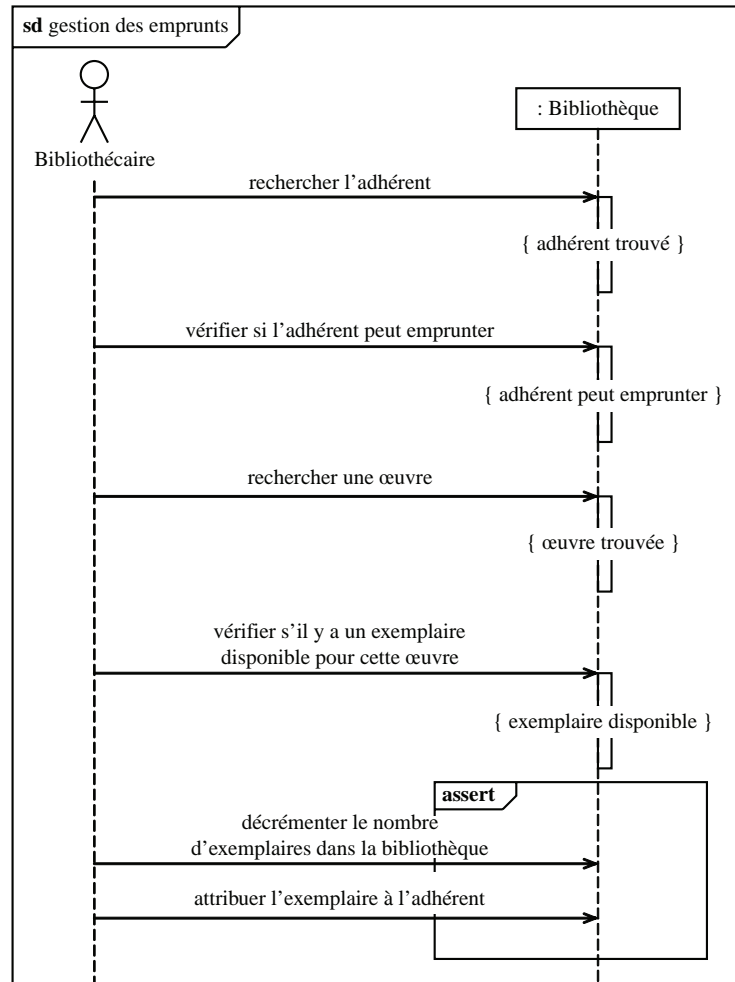 sd gestion des emprunts
: Bibliothèque
Bibliothécaire
rechercher l’adhérent
{ adhérent trouvé }
vérifier si l’adhérent peut emprunter
{ adhérent peut emprunter }
rechercher une œuvre
{ œuvre trouvée }
vérifier s’il y a un exemplaire
disponible pour cette œuvre
{ exemplaire disponible }
assert
décrémenter le nombre
d’exemplaires dans la bibliothèque
attribuer l’exemplaire à l’adhérent